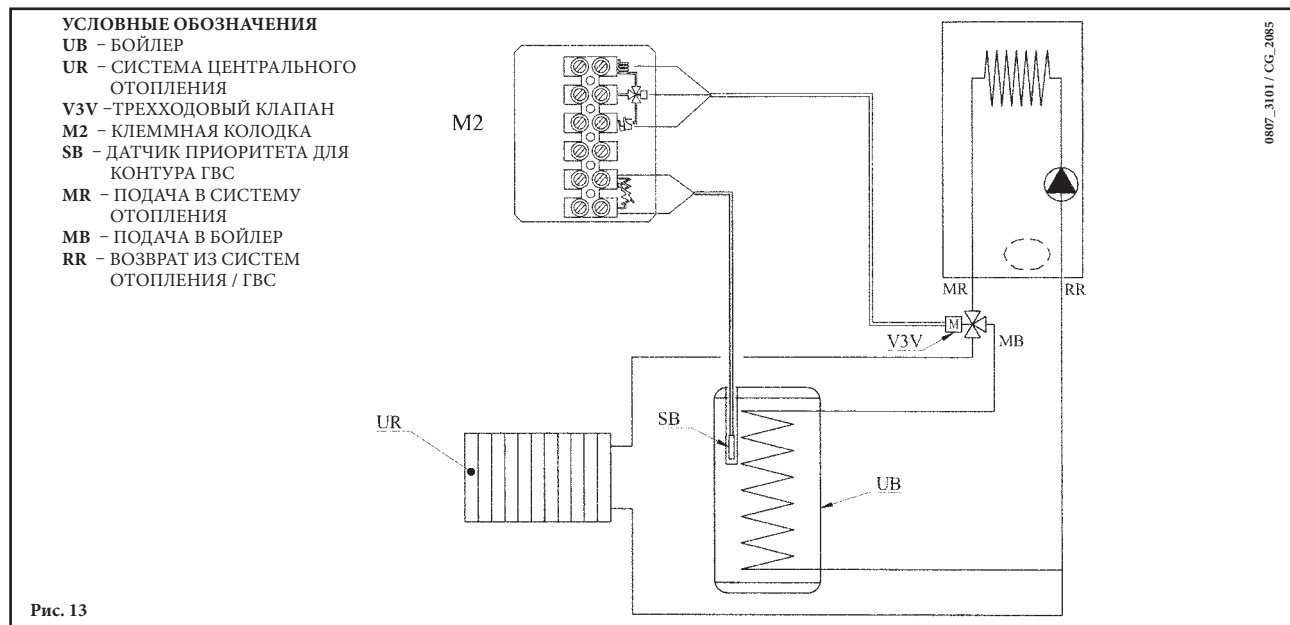 УСЛОВНЫЕ ОБОЗНАЧЕНИЯ
UB – БОЙЛЕР
UR – СИСТЕМА ЦЕНТРАЛЬНОГО
ОТОПЛЕНИЯ
V3V –ТРЕХХОДОВЫЙ КЛАПАН
M2 – КЛЕММНАЯ КОЛОДКА
SB – ДАТЧИК ПРИОРИТЕТА ДЛЯ
КОНТУРА ГВС
MR – ПОДАЧА В СИСТЕМУ
ОТОПЛЕНИЯ
MB – ПОДАЧА В БОЙЛЕР
RR – ВОЗВРАТ ИЗ СИСТЕМ
ОТОПЛЕНИЯ / ГВС
M2
0807_3101 / CG_2085
MR
RR
M
V3V
MB
SB
UR
UB
Рис. 13